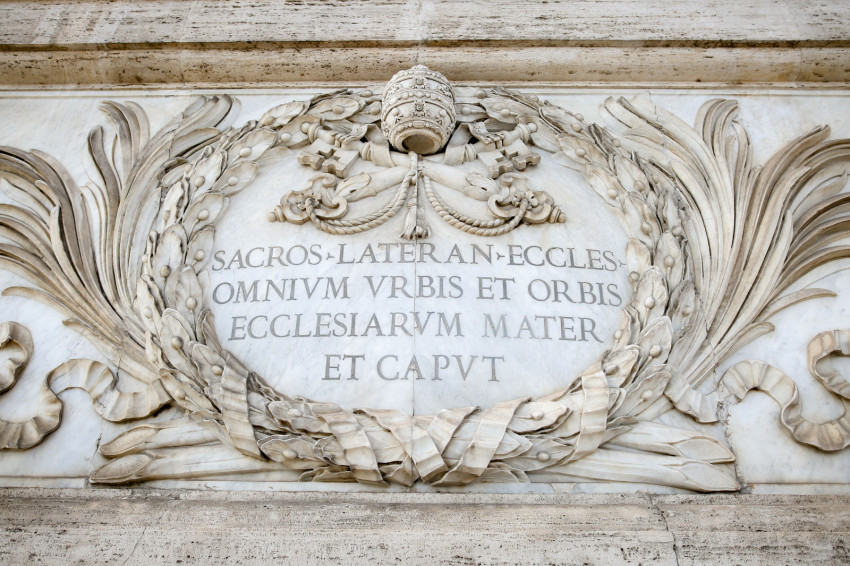 SACROS·LATERAN·ECCLES·
OMNIVM VRBIS ET ORBIS
ECCLESIARVM MATER
ET CAPVT